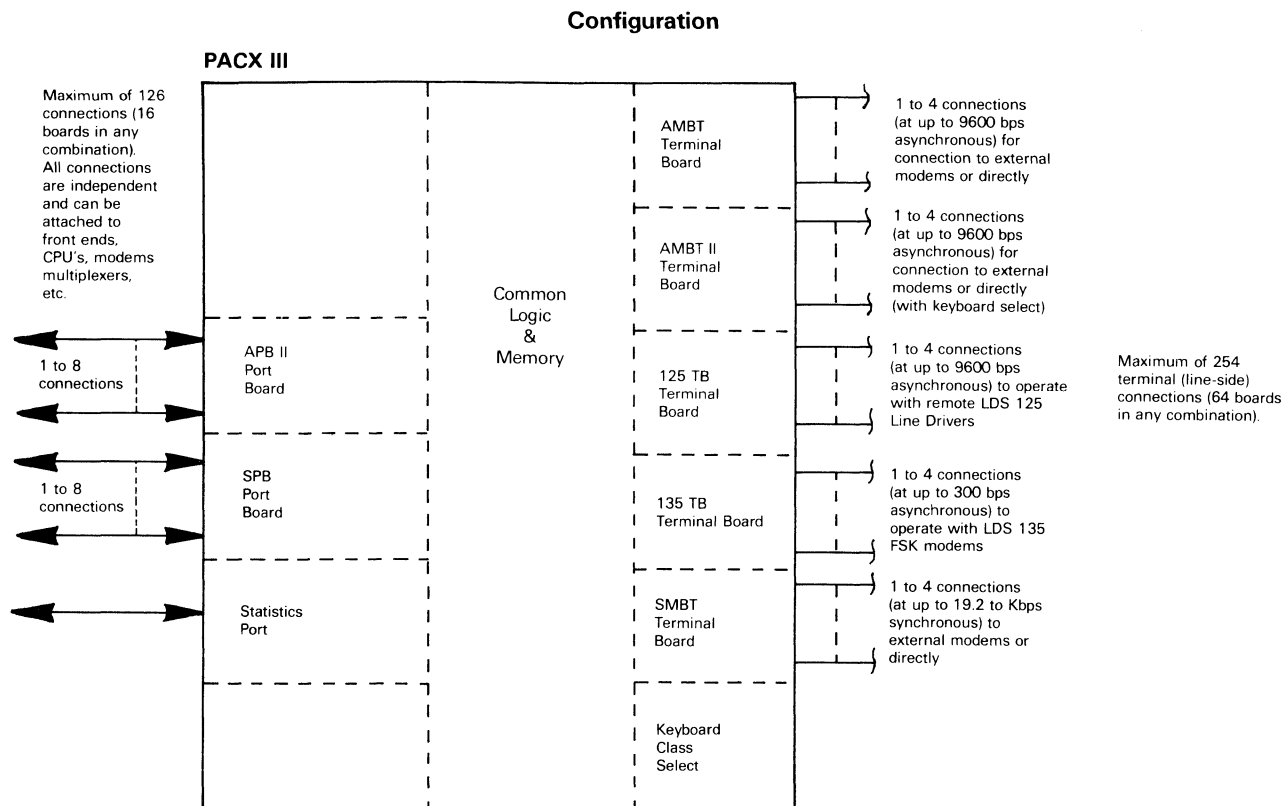 Configuration
PACX III
Maximum of 126
connections (16
boards in any
combination).
All connections
are independent
and can be
attached to
front ends,
CPU's, modems
multiplexers,
etc.
1 to 8
connections
1 to 8
connections
APB II
Port
Board
SPB
Port
Board
Statistics
Port
Common
Logic
&
Memory
AMBT
Terminal
Board
AMBT II
Terminal
Board
125 TB
Terminal
Board
135 TB
Terminal Board
SMBT
Terminal
Board
Keyboard
Class
Select
1 to 4 connections
(at up to 9600 bps
asynchronous) for
connection to external
modems or directly
1 to 4 connections
(at up to 9600 bps
asynchronous) for
connection to external
modems or directly
(with keyboard select)
1 to 4 connections
(at up to 9600 bps
asynchronous) to operate
with remote LDS 125
Line Drivers
1 to 4 connections
(at up to 300 bps
asynchronous) to
operate with LDS 135
FSK modems
1 to 4 connections
(at up to 19.2 to Kbps
synchronous) to
external modems or
directly
Maximum of 254
terminal (line-side)
connections (64 boards
in any combination).